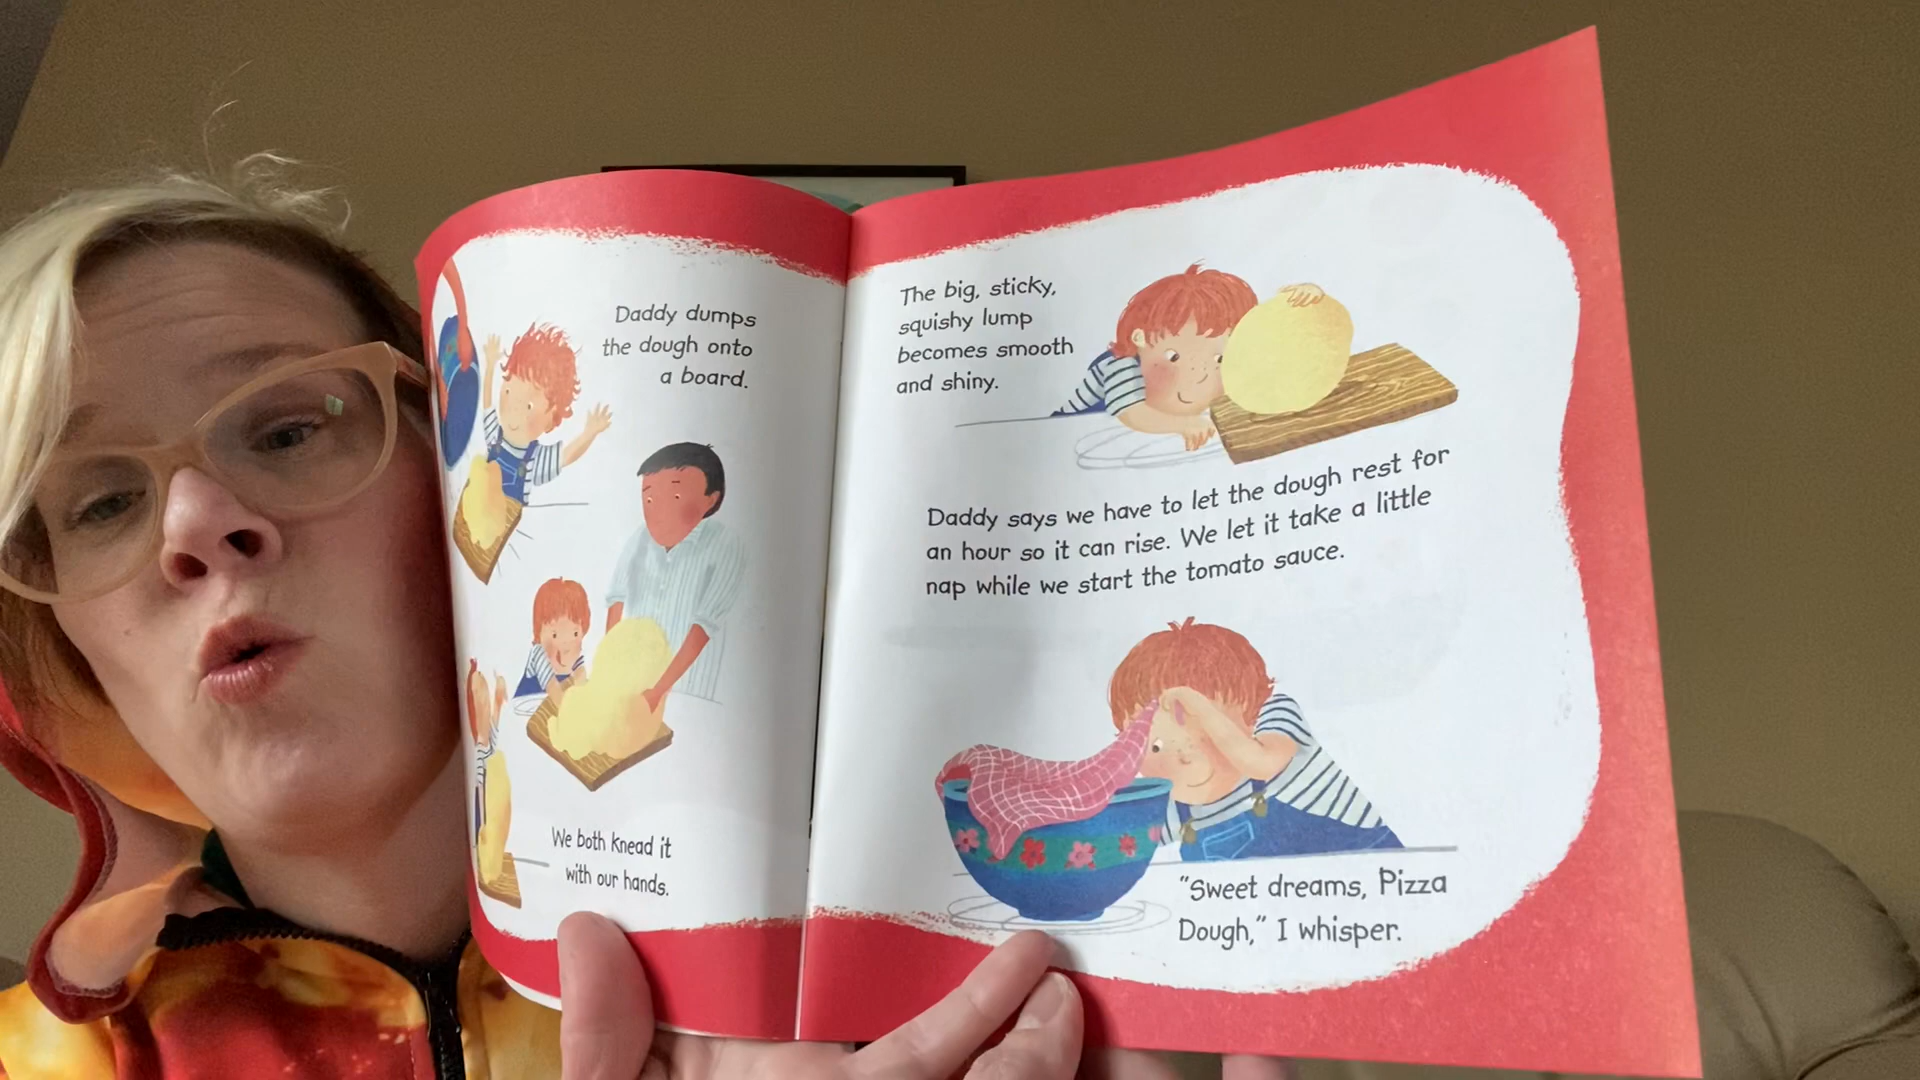 Daddy dumps
the dough onto
a board.
We both knead it
with our hands.
The big, sticky,
squishy lump
becomes smooth
and shiny.
Daddy says we have to let the dough rest for
an hour so it can rise. We let it take a little
nap while we start the tomato sauce.
"Sweet dreams, Pizza
Dough," I whisper.